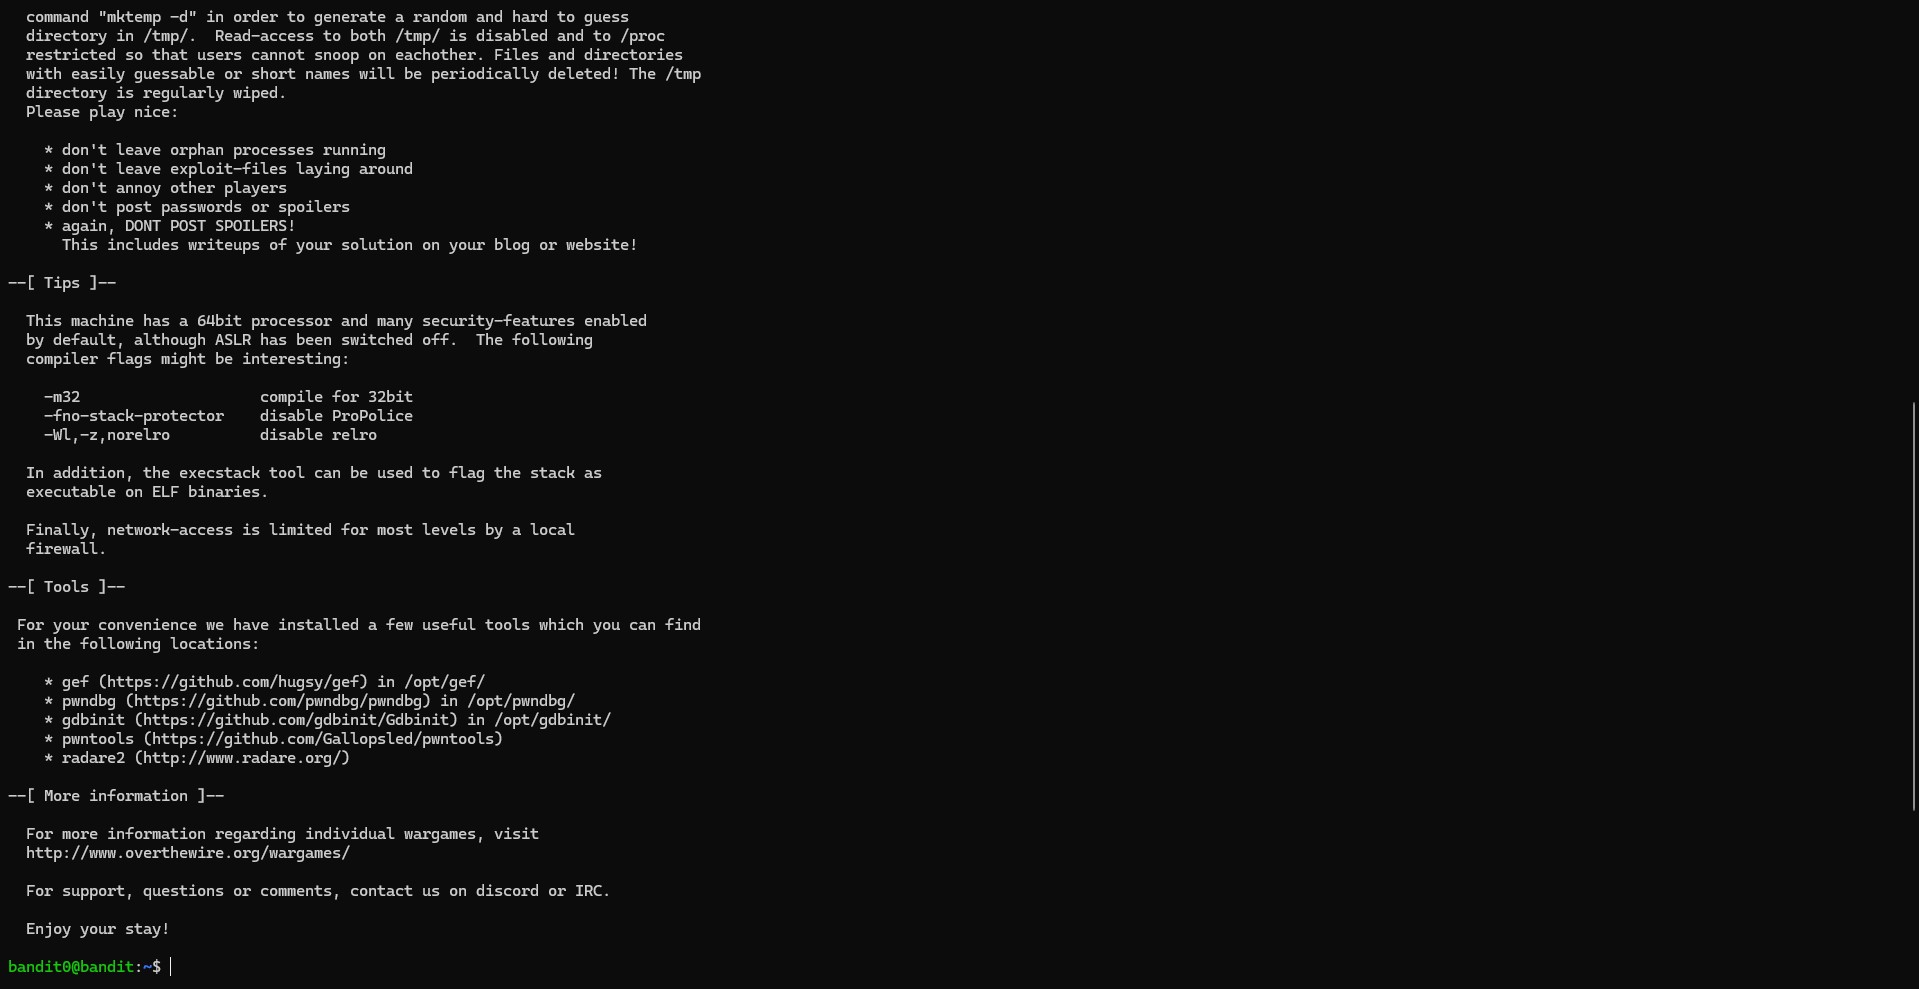 command "mktemp -d" in order to generate a random and hard to guess
directory in /tmp/.  Read-access to both /tmp/ is disabled and to /proc
restricted so that users cannot snoop on eachother. Files and directories
with easily guessable or short names will be periodically deleted! The /tmp
directory is regularly wiped.
Please play nice:

  * don't leave orphan processes running
  * don't leave exploit-files laying around
  * don't annoy other players
  * don't post passwords or spoilers
  * again, DONT POST SPOILERS!
    This includes writeups of your solution on your blog or website!

--[ Tips ]--

  This machine has a 64bit processor and many security-features enabled
  by default, although ASLR has been switched off.  The following
  compiler flags might be interesting:

    -m32                    compile for 32bit
    -fno-stack-protector    disable ProPolice
    -Wl,-z,norelro          disable relro

  In addition, the execstack tool can be used to flag the stack as
  executable on ELF binaries.

  Finally, network-access is limited for most levels by a local
  firewall.

--[ Tools ]--

 For your convenience we have installed a few useful tools which you can find
 in the following locations:

    * gef (https://github.com/hugsy/gef) in /opt/gef/
    * pwndbg (https://github.com/pwndbg/pwndbg) in /opt/pwndbg/
    * gdbinit (https://github.com/gdbinit/Gdbinit) in /opt/gdbinit/
    * pwntools (https://github.com/Gallopsled/pwntools)
    * radare2 (http://www.radare.org/)

--[ More information ]--

  For more information regarding individual wargames, visit
  http://www.overthewire.org/wargames/

  For support, questions or comments, contact us on discord or IRC.

  Enjoy your stay!

bandit0@bandit:~$